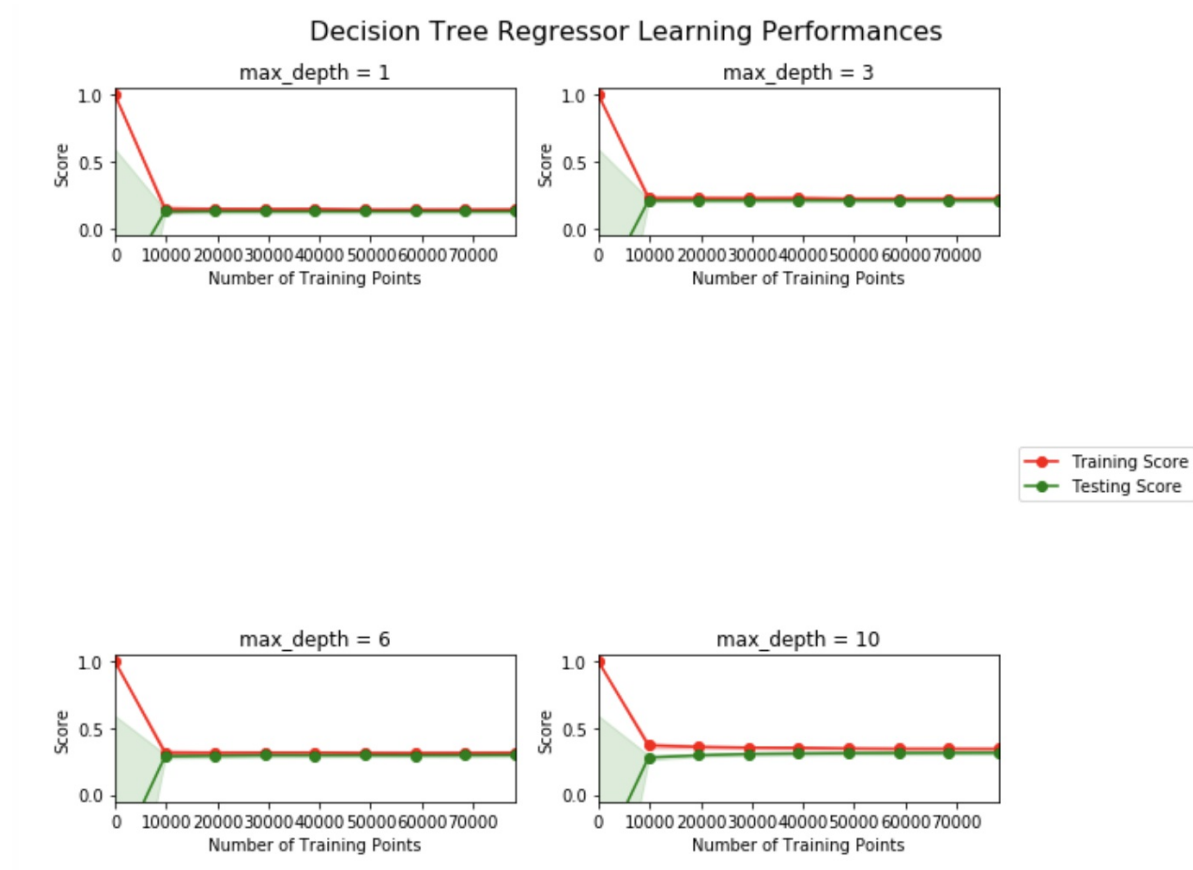 Decision Tree Regressor Learning Performances
max_depth = 1
1.0
0.5
0.0
Score
0 10000 20000 30000 40000 50000 60000 70000
Number of Training Points
max_depth = 3
1.0
0.5
0.0
Score
0 10000 20000 30000 40000 50000 60000 70000
Number of Training Points
Training Score
Testing Score
max_depth = 6
1.0
0.5
0.0
Score
0 10000 20000 30000 40000 50000 60000 70000
Number of Training Points
max_depth = 10
1.0
0.5
0.0
Score
0 10000 20000 30000 40000 50000 60000 70000
Number of Training Points